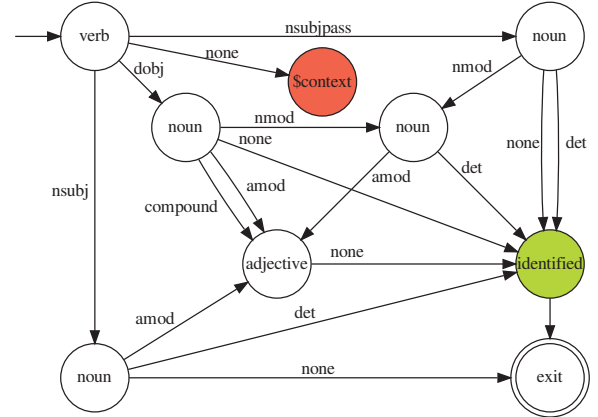 verb
nsubjpass
noun
none
$context
dobj
nmod
noun
nmod
noun
none
none
det
nsubj
compound
amod
amod
det
adjective
none
identified
amod
det
noun
none
exit